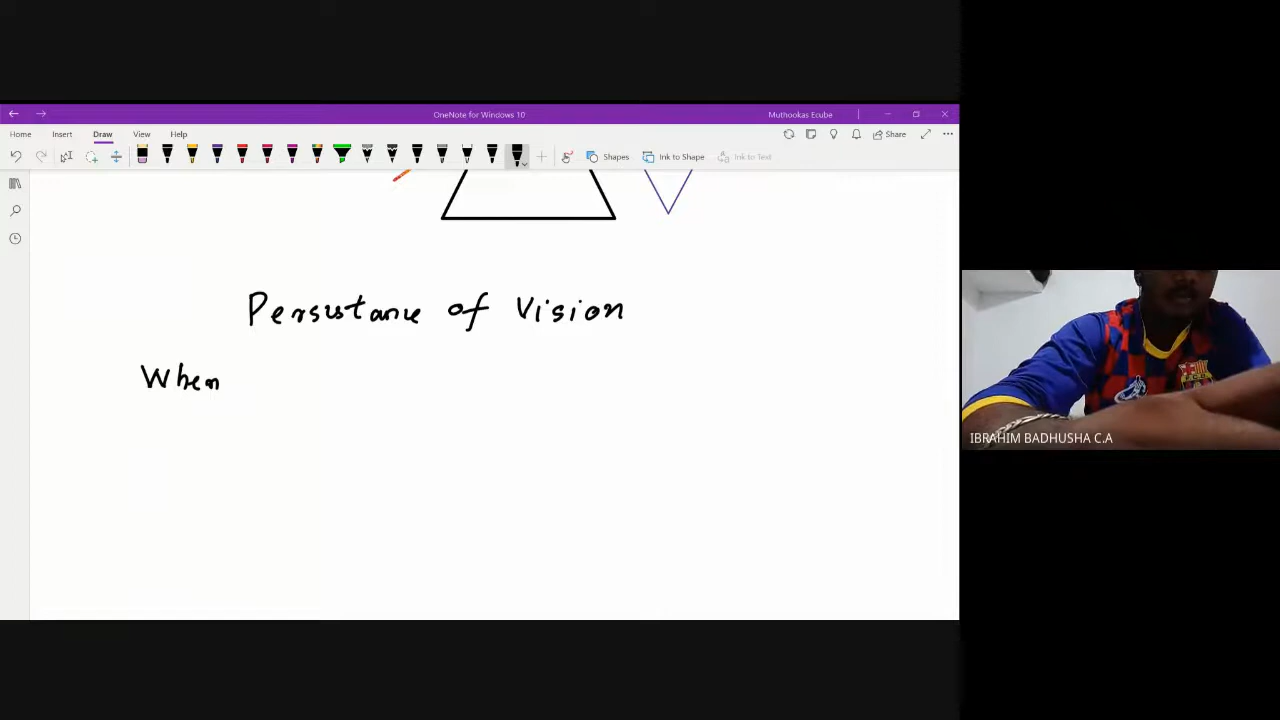 OneNote for Windows 10
Muthookas Ecube
Home Insert Draw View Help
Share
Shapes Ink to Shape Ink to Text
Persistance of Vision
When
IBRAHIM BADHUSHA C.A